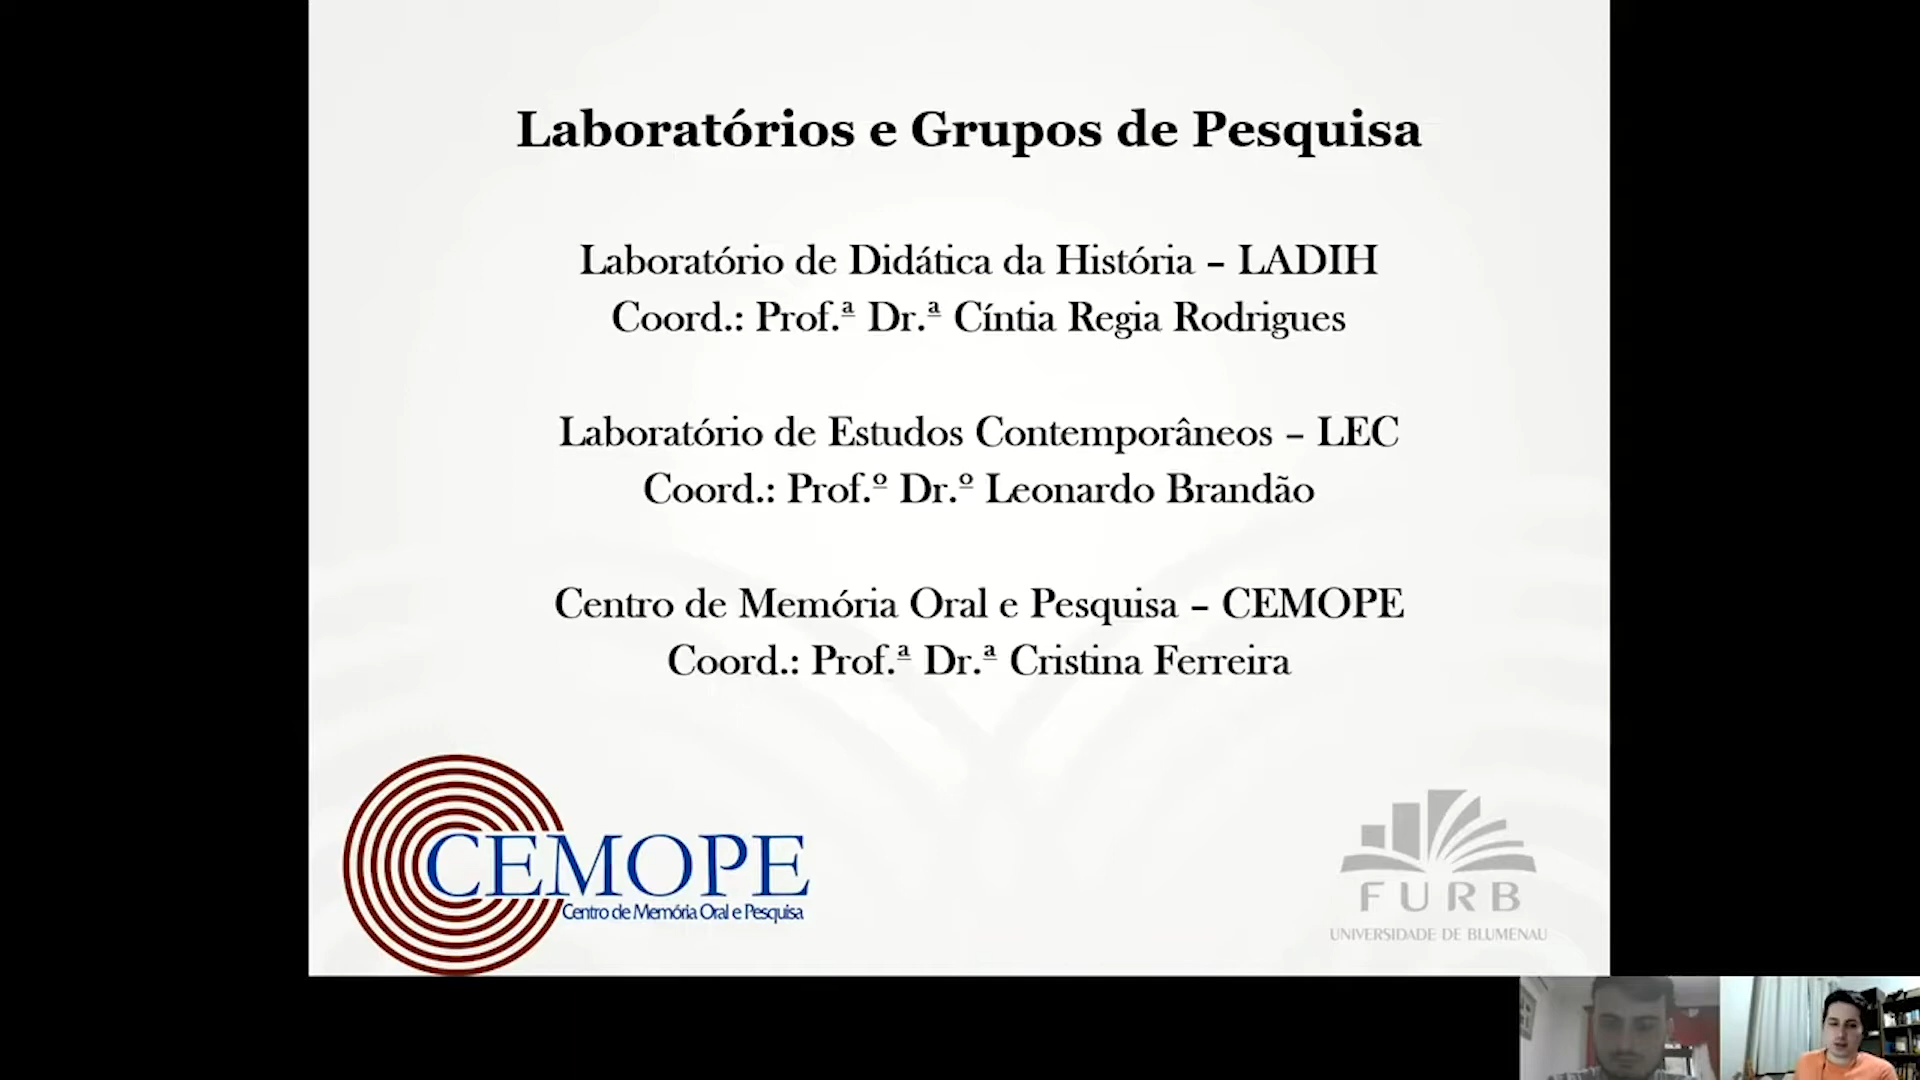 Laboratórios e Grupos de Pesquisa
Laboratório de Didática da História – LADIH
Coord.: Prof.ª Dr.ª Cíntia Regia Rodrigues
Laboratório de Estudos Contemporâneos – LEC
Coord.: Prof.º Dr.º Leonardo Brandão
Centro de Memória Oral e Pesquisa – CEMOPE
Coord.: Prof.ª Dr.ª Cristina Ferreira
CEMOPE
Centro de Memória Oral e Pesquisa
FURB
UNIVERSIDADE DE BLUMENAU